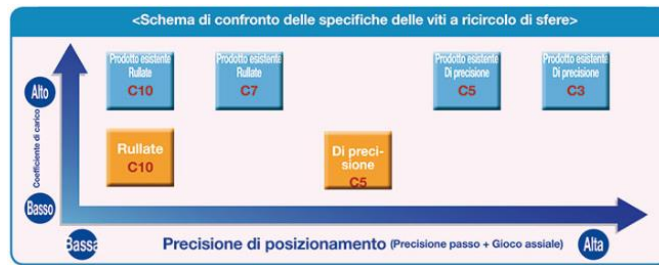 <Schema di confronto delle specifiche delle viti a ricircolo di sfere>
Prodotto esistente
Rullate
C10
Prodotto esistente
Rullate
C7
Prodotto esistente
Di precisione
C5
Prodotto esistente
Di precisione
C3
Alto
Coefficiente di carico
Basso
Rullate
C10
Di preci-
sione
C5
Bassa
Precisione di posizionamento (Precisione passo + Gioco assiale)
Alta